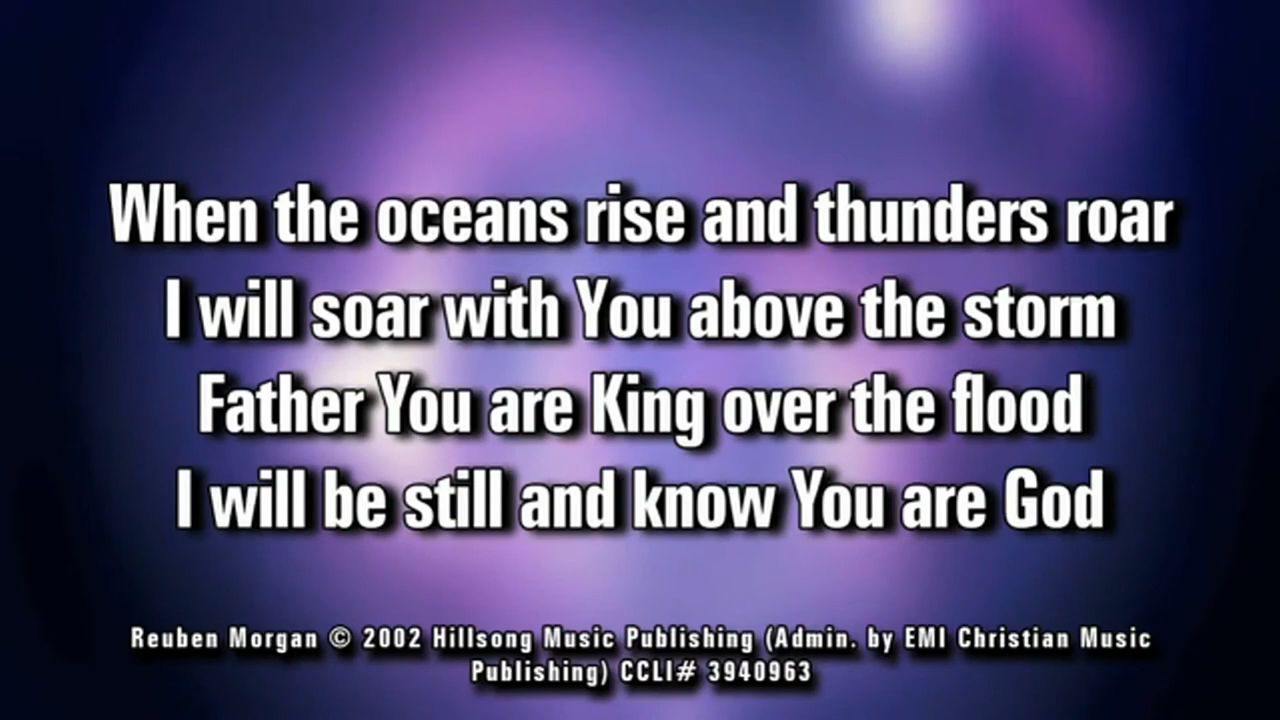 When the oceans rise and thunders roar
I will soar with You above the storm
Father You are King over the flood
I will be still and know You are God
Reuben Morgan © 2002 Hillsong Music Publishing (Admin. by EMI Christian Music
Publishing) CCLI# 3940963